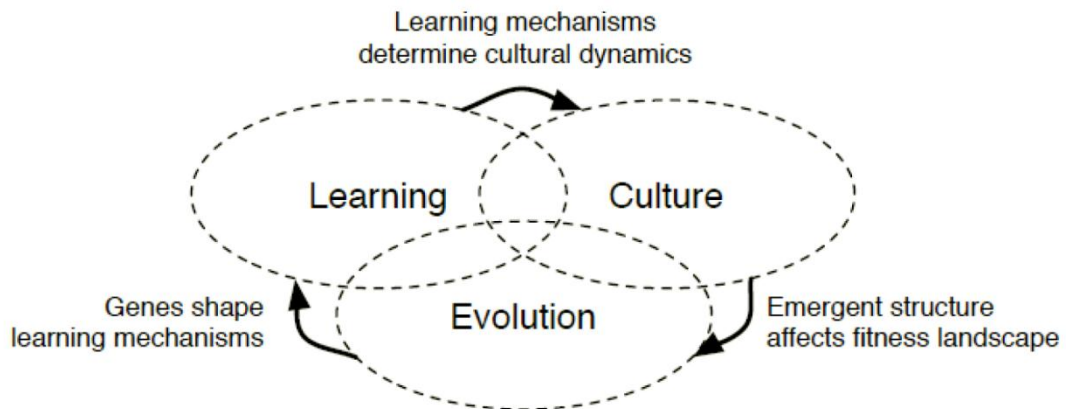 Learning mechanisms
determine cultural dynamics
Learning
Culture
Evolution
Genes shape
learning mechanisms
Emergent structure
affects fitness landscape